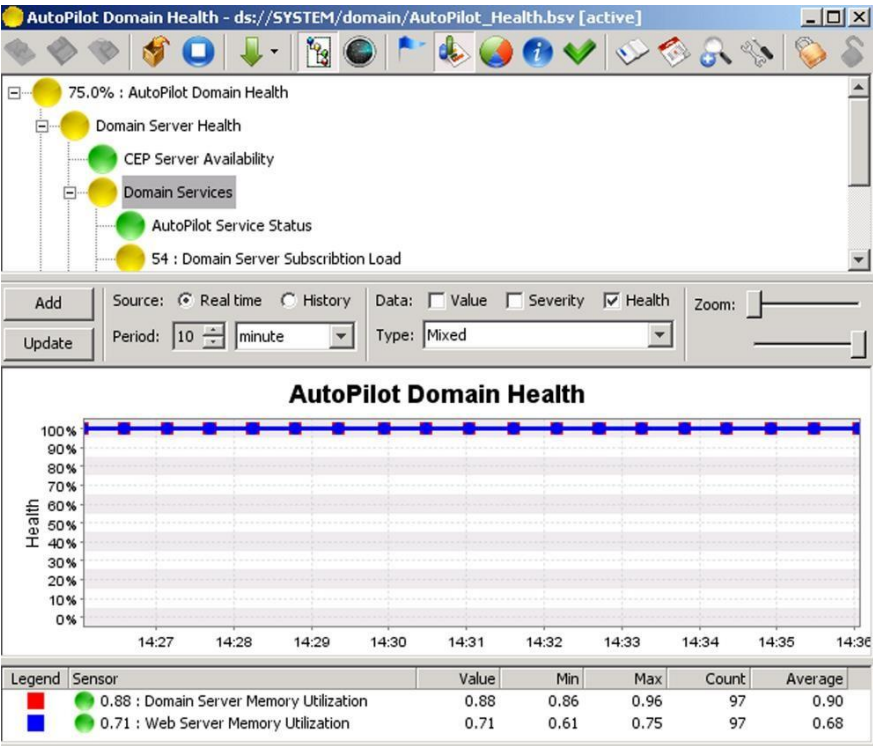 AutoPilot Domain Health - ds://SYSTEM/domain/AutoPilot_Health.bsv [active]
75.0% : AutoPilot Domain Health
Domain Server Health
CEP Server Availability
Domain Services
AutoPilot Service Status
54 : Domain Server Subscribtion Load
Add Source: Real time History Data: Value Severity Health Zoom:
Update Period: 10 minute Type: Mixed
AutoPilot Domain Health
Health
100%
90%
80%
70%
60%
50%
40%
30%
20%
10%
0%
14:27 14:28 14:29 14:30 14:31 14:32 14:33 14:34 14:35 14:36
Legend Sensor Value Min Max Count Average
0.88 : Domain Server Memory Utilization 0.88 0.86 0.96 97 0.90
0.71 : Web Server Memory Utilization 0.71 0.61 0.75 97 0.68